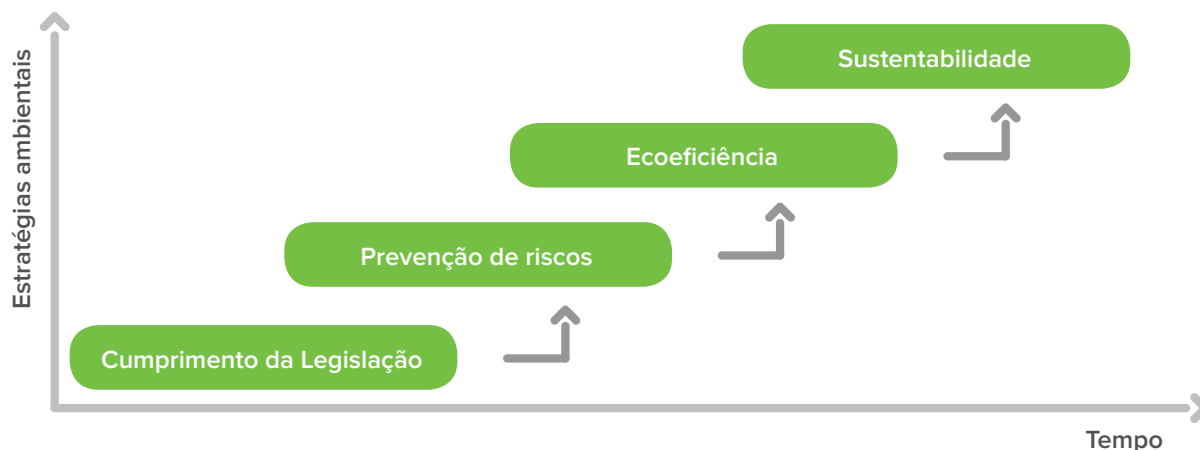 Estratégias ambientais
Sustentabilidade
Ecoeficiência
Prevenção de riscos
Cumprimento da Legislação
Tempo